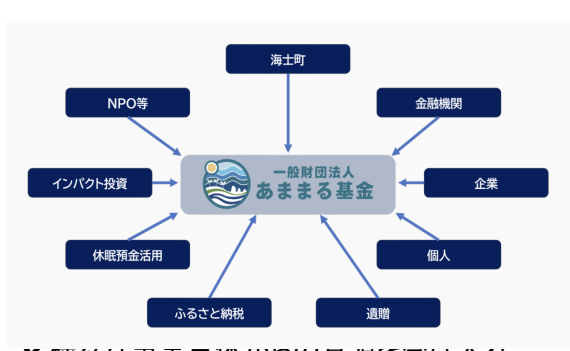 海士町
NPO等
金融機関
一般財団法人
あままる基金
インパクト投資
企業
休眠預金活用
個人
ふるさと納税
遺贈